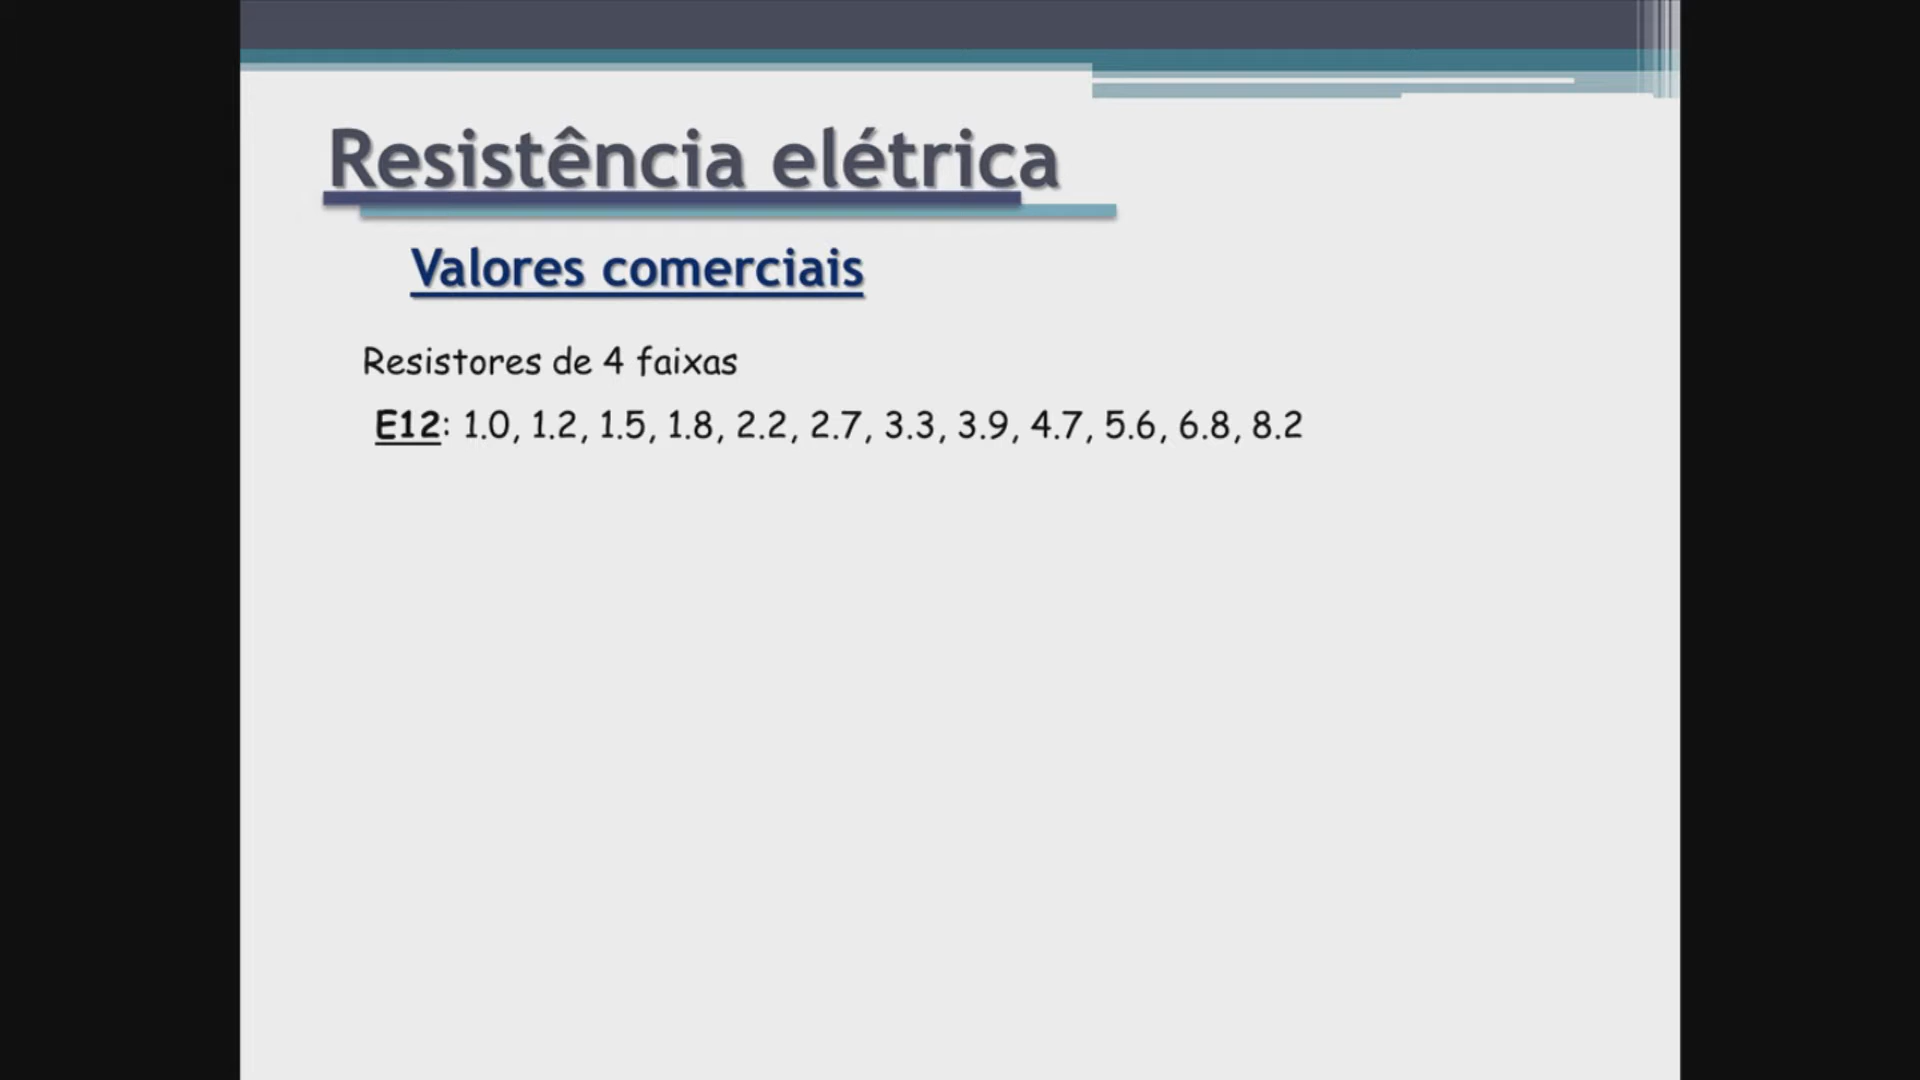 Resistência elétrica
Valores comerciais
Resistores de 4 faixas
E12: 1.0, 1.2, 1.5, 1.8, 2.2, 2.7, 3.3, 3.9, 4.7, 5.6, 6.8, 8.2